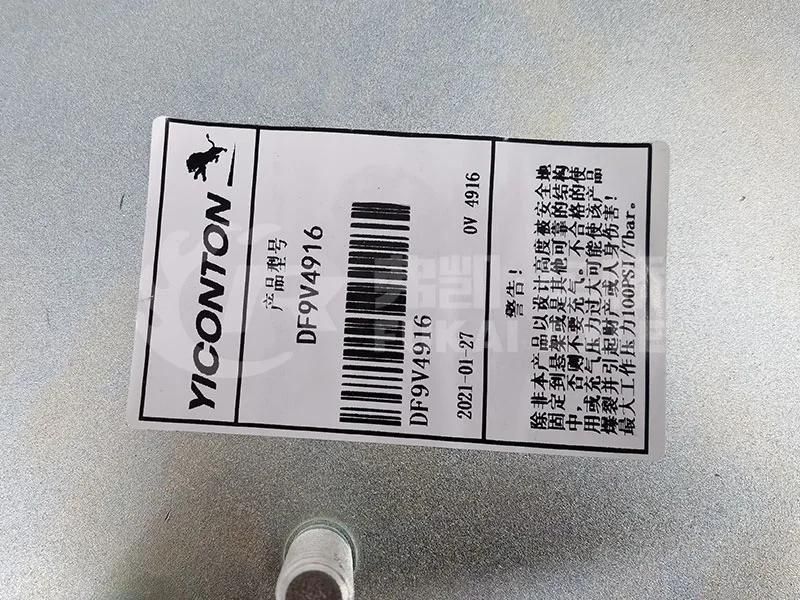 YICONTON
产品型号
DF9V4916
DF9V4916
2021-01-27 0V 4916
警告!
除非本产品以设计高度被安全地
固定到悬架或是其他可靠的结构
中，否则不要充气。不合格的使
用或充气压力过大可能使该产品
爆裂并引起财产或人身伤害!
最大工作压力100PSI/7bar。